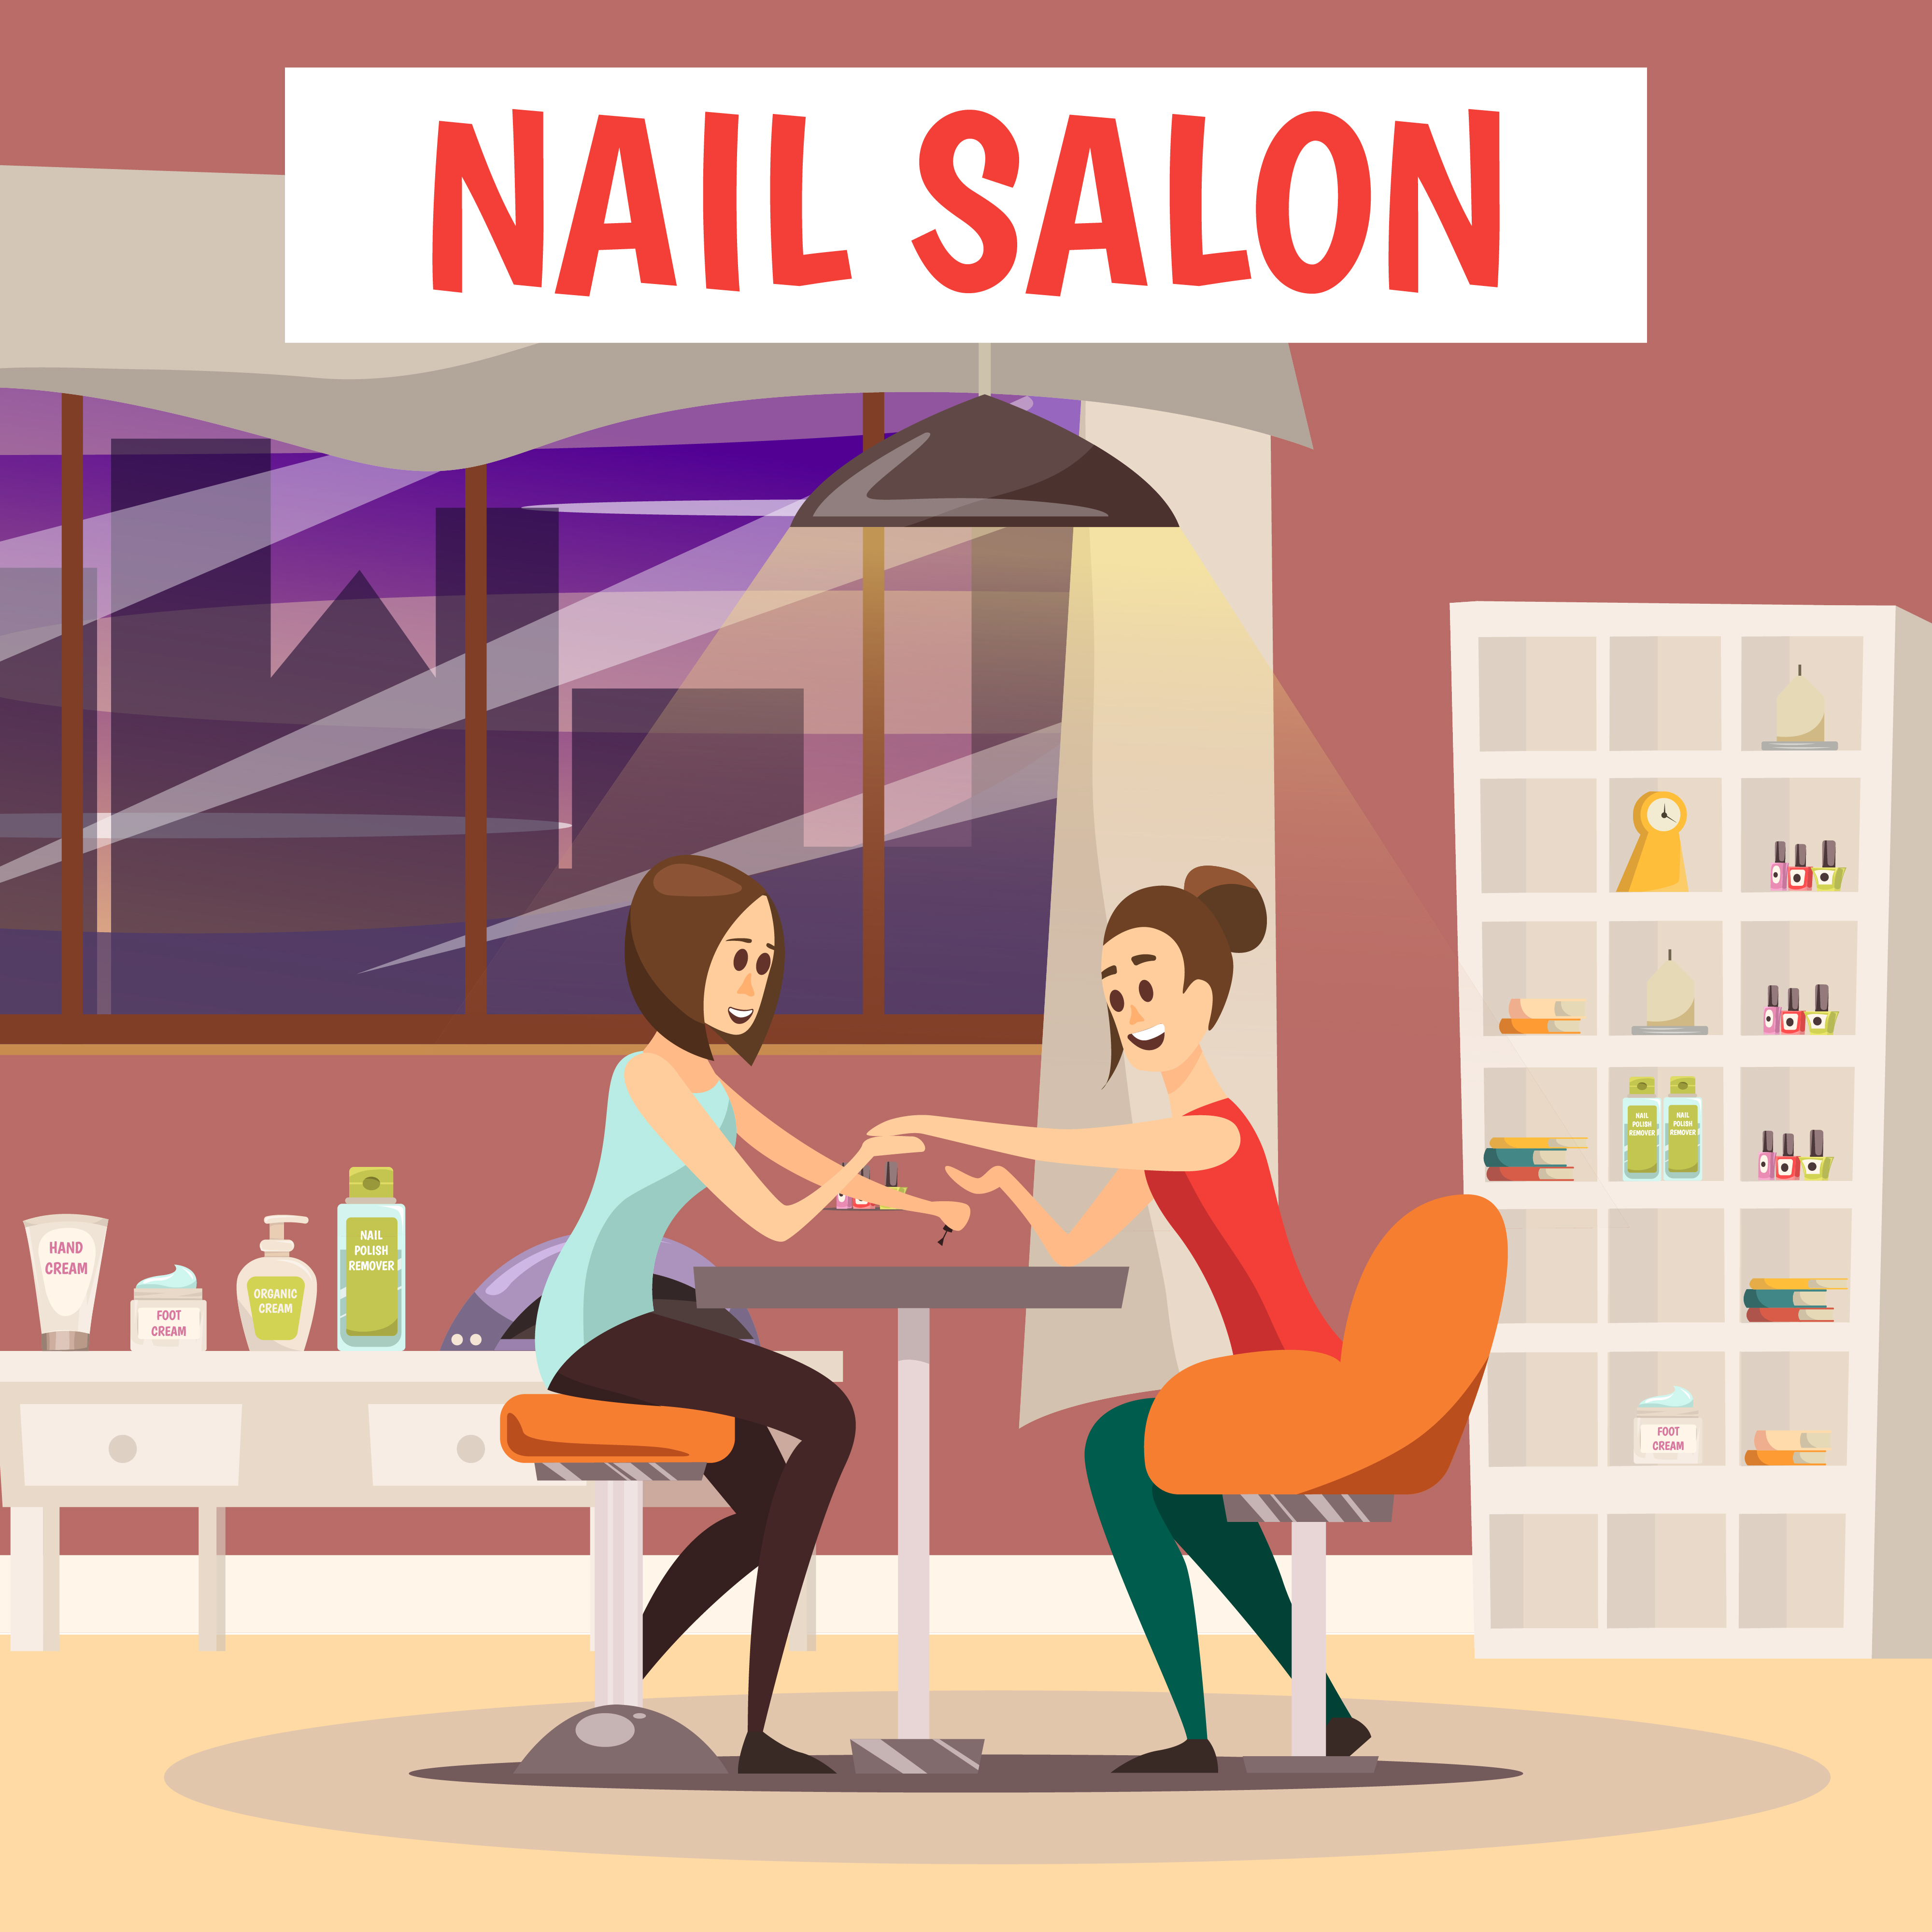 NAIL SALON
NAIL
POLISH
REMOVER
NAIL
POLISH
REMOVER
HAND
CREAM
FOOT
CREAM
ORGANIC
CREAM
NAIL
POLISH
REMOVER
FOOT
CREAM